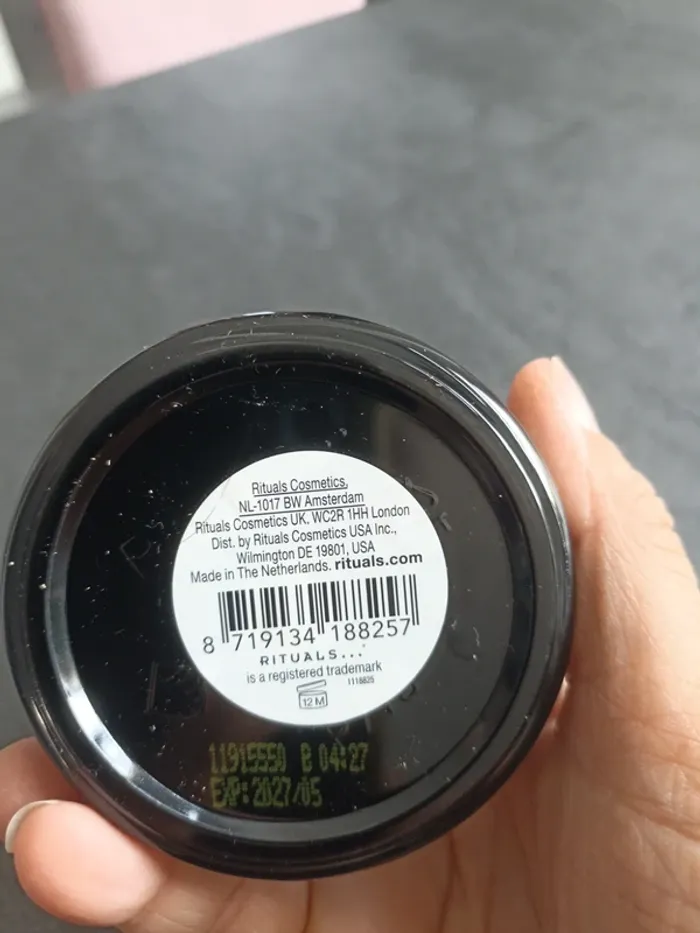 Rituals Cosmetics,
NL-1017 BW Amsterdam
Rituals Cosmetics UK. WC2R 1HH London
Dist. by Rituals Cosmetics USA Inc.,
Wilmington DE 19801, USA
Made in The Netherlands. rituals.com
8 719134 188257
RITUALS...
is a registered trademark
1118825
12 M
11915550 B 04:27
EXP:2027/05